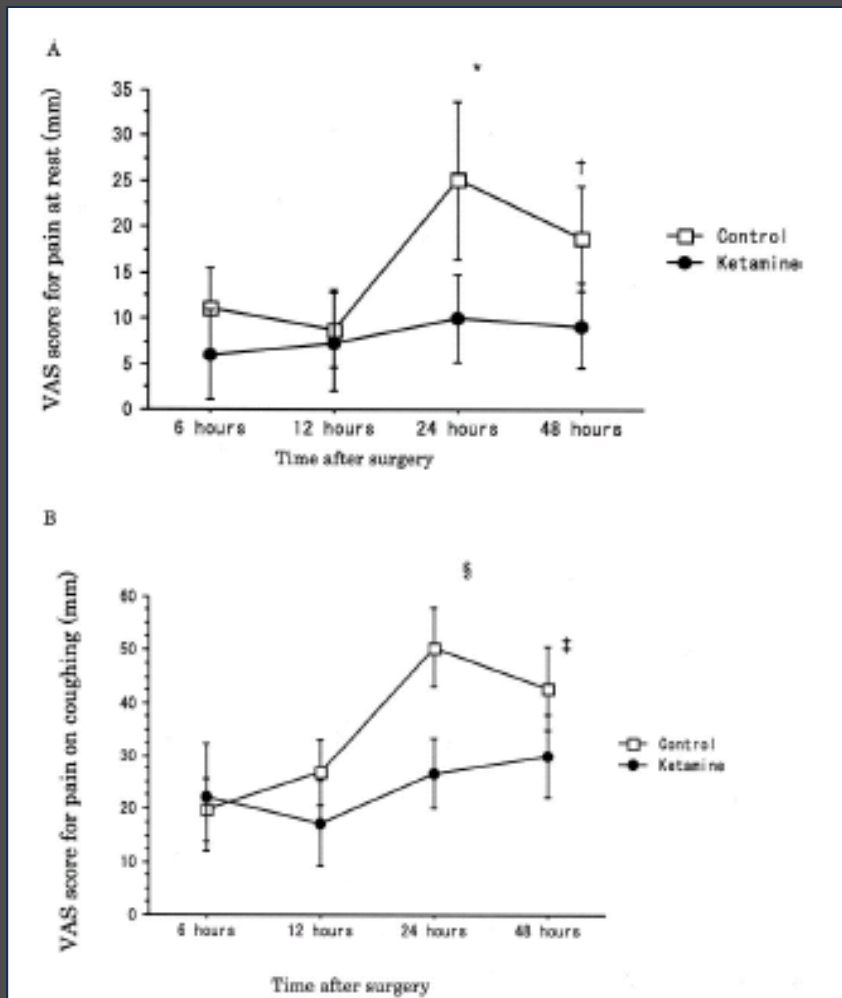 A
*
VAS score for pain at rest (mm)
35
30
25
20
15
10
5
0
†
‡
Control
Ketamine
6 hours
12 hours
24 hours
48 hours
Time after surgery
B
§
VAS score for pain on coughing (mm)
60
50
40
30
20
10
0
‡
Control
Ketamine
6 hours
12 hours
24 hours
48 hours
Time after surgery